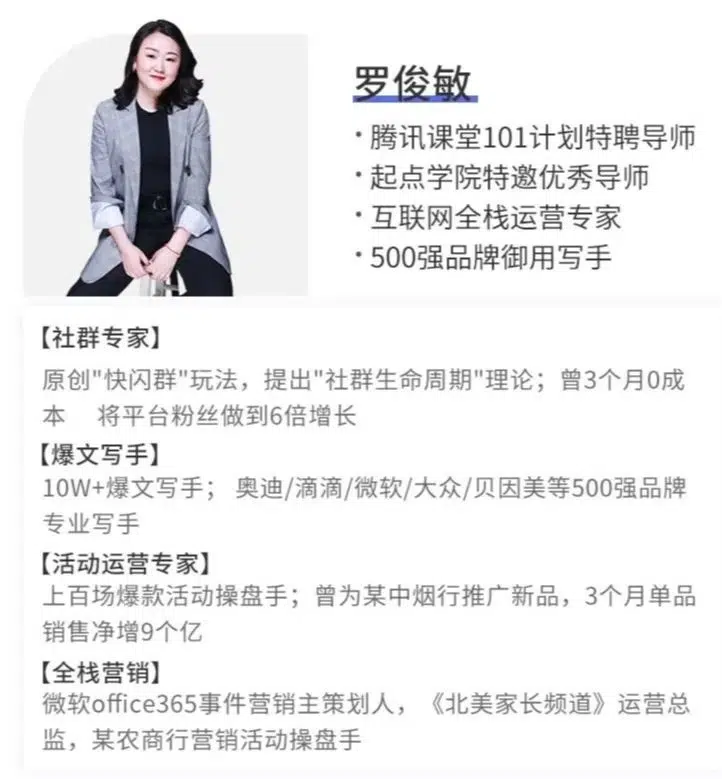 罗俊敏
·腾讯课堂101计划特聘导师
·起点学院特邀优秀导师
·互联网全栈运营专家
·500强品牌御用写手
【社群专家】
原创"快闪群"玩法，提出"社群生命周期"理论；曾3个月0成
本 将平台粉丝做到6倍增长
【爆文写手】
10W+爆文写手； 奥迪/滴滴/微软/大众/贝因美等500强品牌
专业写手
【活动运营专家】
上百场爆款活动操盘手；曾为某中烟行推广新品，3个月单品
销售净增9个亿
【全栈营销】
微软office365事件营销主策划人，《北美家长频道》运营总
监，某农商行营销活动操盘手